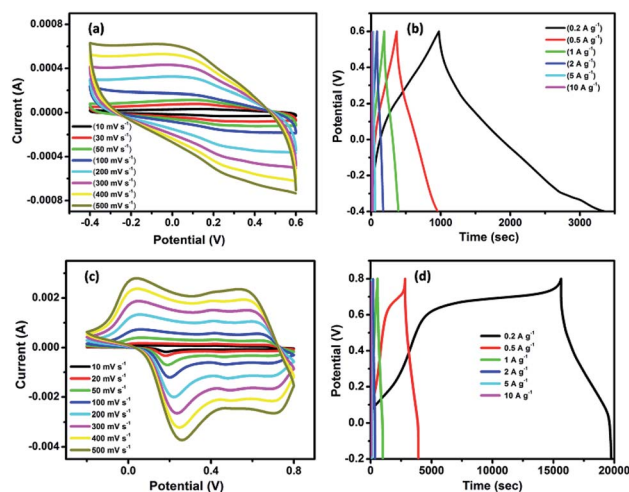 (a)
0.0008
0.0004
0.0000
-0.0004
-0.0008
Current (A)
(10 mV s⁻¹)
(30 mV s⁻¹)
(50 mV s⁻¹)
(100 mV s⁻¹)
(200 mV s⁻¹)
(300 mV s⁻¹)
(400 mV s⁻¹)
(500 mV s⁻¹)
-0.4 -0.2 0.0 0.2 0.4 0.6
Potential (V)
(b)
0.6
0.4
0.2
0.0
-0.2
-0.4
Potential (V)
(0.2 A g⁻¹)
(0.5 A g⁻¹)
(1 A g⁻¹)
(2 A g⁻¹)
(5 A g⁻¹)
(10 A g⁻¹)
0 1000 2000 3000
Time (sec)
(c)
0.002
0.000
-0.002
-0.004
Current (A)
10 mV s⁻¹
20 mV s⁻¹
50 mV s⁻¹
100 mV s⁻¹
200 mV s⁻¹
300 mV s⁻¹
400 mV s⁻¹
500 mV s⁻¹
0.0 0.4 0.8
Potential (V)
(d)
0.8
0.6
0.4
0.2
0.0
-0.2
Potential (V)
0.2 A g⁻¹
0.5 A g⁻¹
1 A g⁻¹
2 A g⁻¹
5 A g⁻¹
10 A g⁻¹
0 5000 10000 15000 20000
Time (sec)